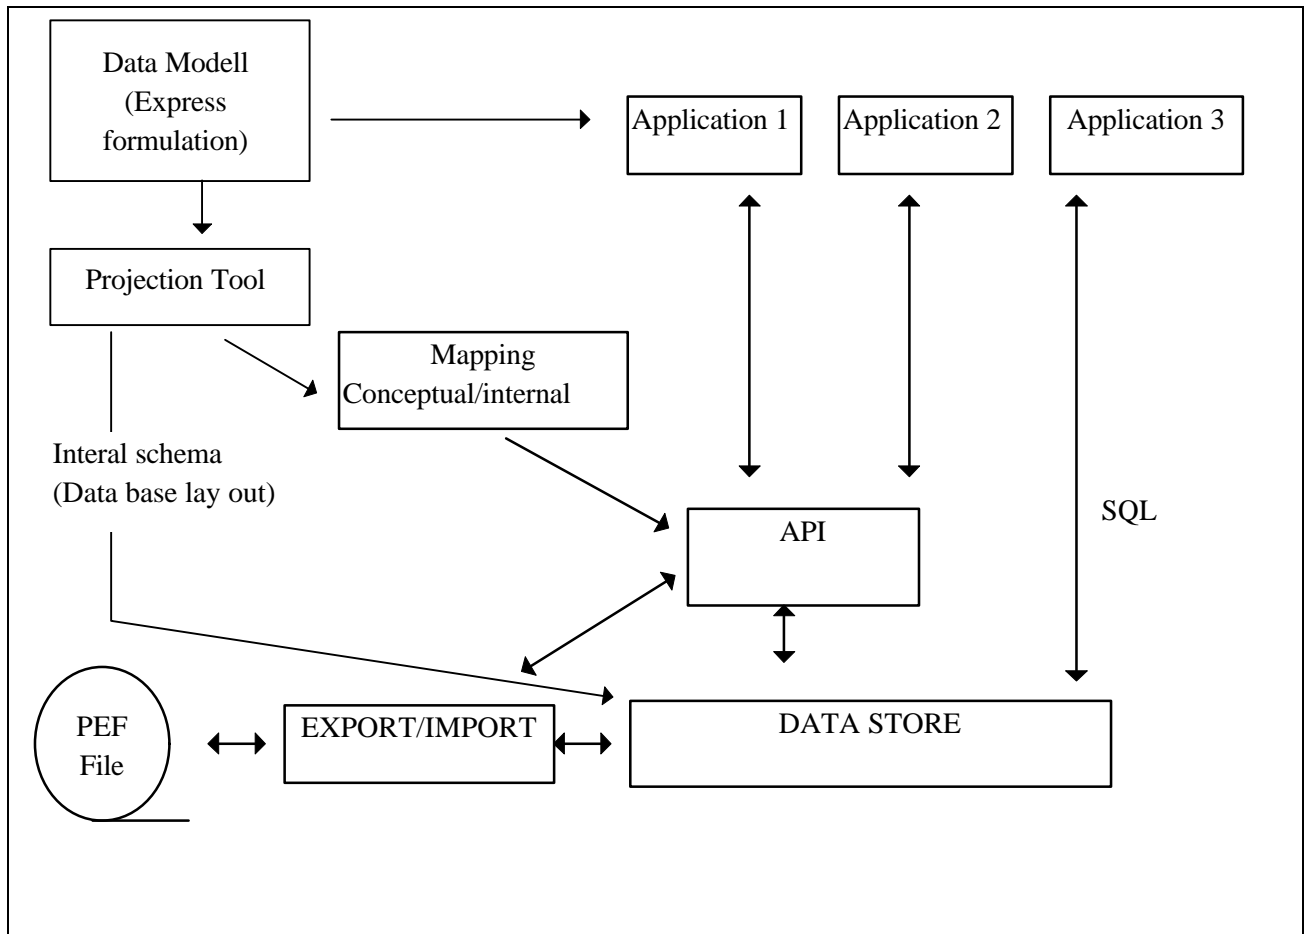 Data Modell
(Express
formulation)
Application 1
Application 2
Application 3
Projection Tool
Mapping
Conceptual/internal
Interal schema
(Data base lay out)
SQL
API
PEF
File
EXPORT/IMPORT
DATA STORE